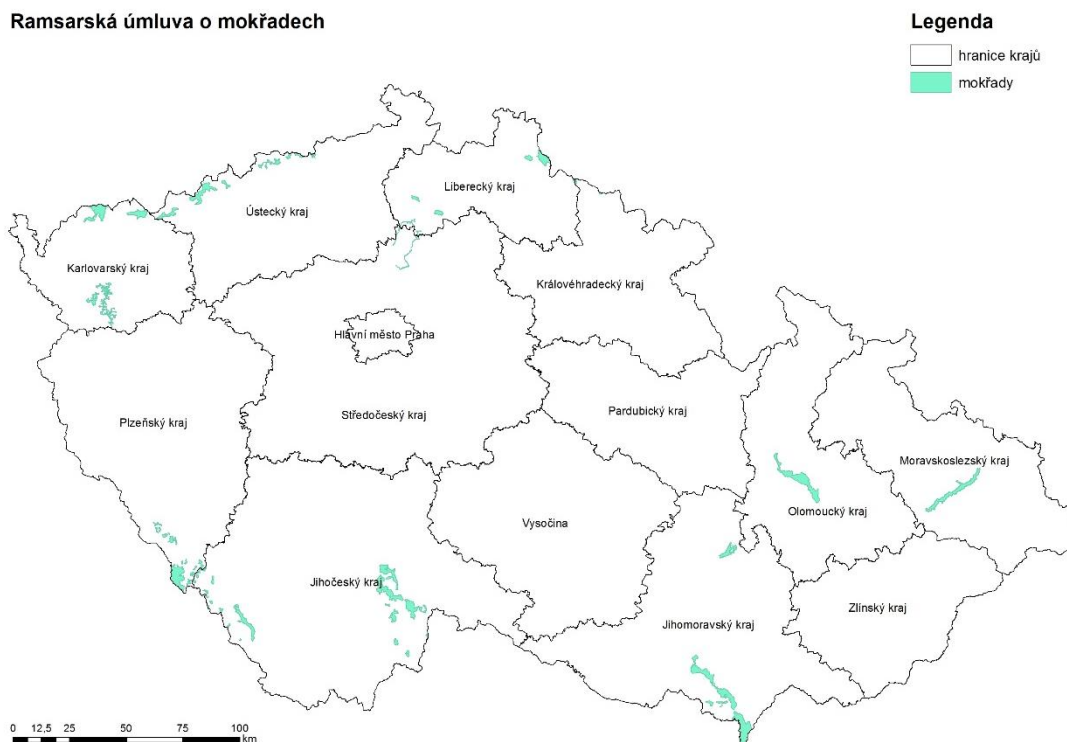 Ramsarská úmluva o mokřadech
Legenda
hranice krajů
mokřady
Liberecký kraj
Ústecký kraj
Karlovarský kraj
Královéhradecký kraj
Hlavní město Praha
Středočeský kraj
Pardubický kraj
Plzeňský kraj
Moravskoslezský kraj
Olomoucký kraj
Vysočina
Jihočeský kraj
Zlínský kraj
Jihomoravský kraj
0 12,5 25 50 75 100
km